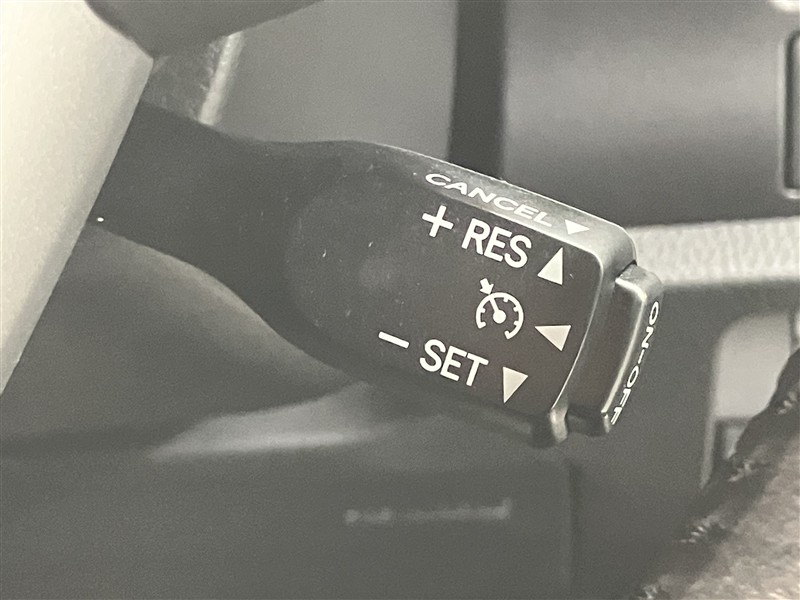 CANCEL ▼
+ RES ▲
◀
− SET ▼
ON-OFF